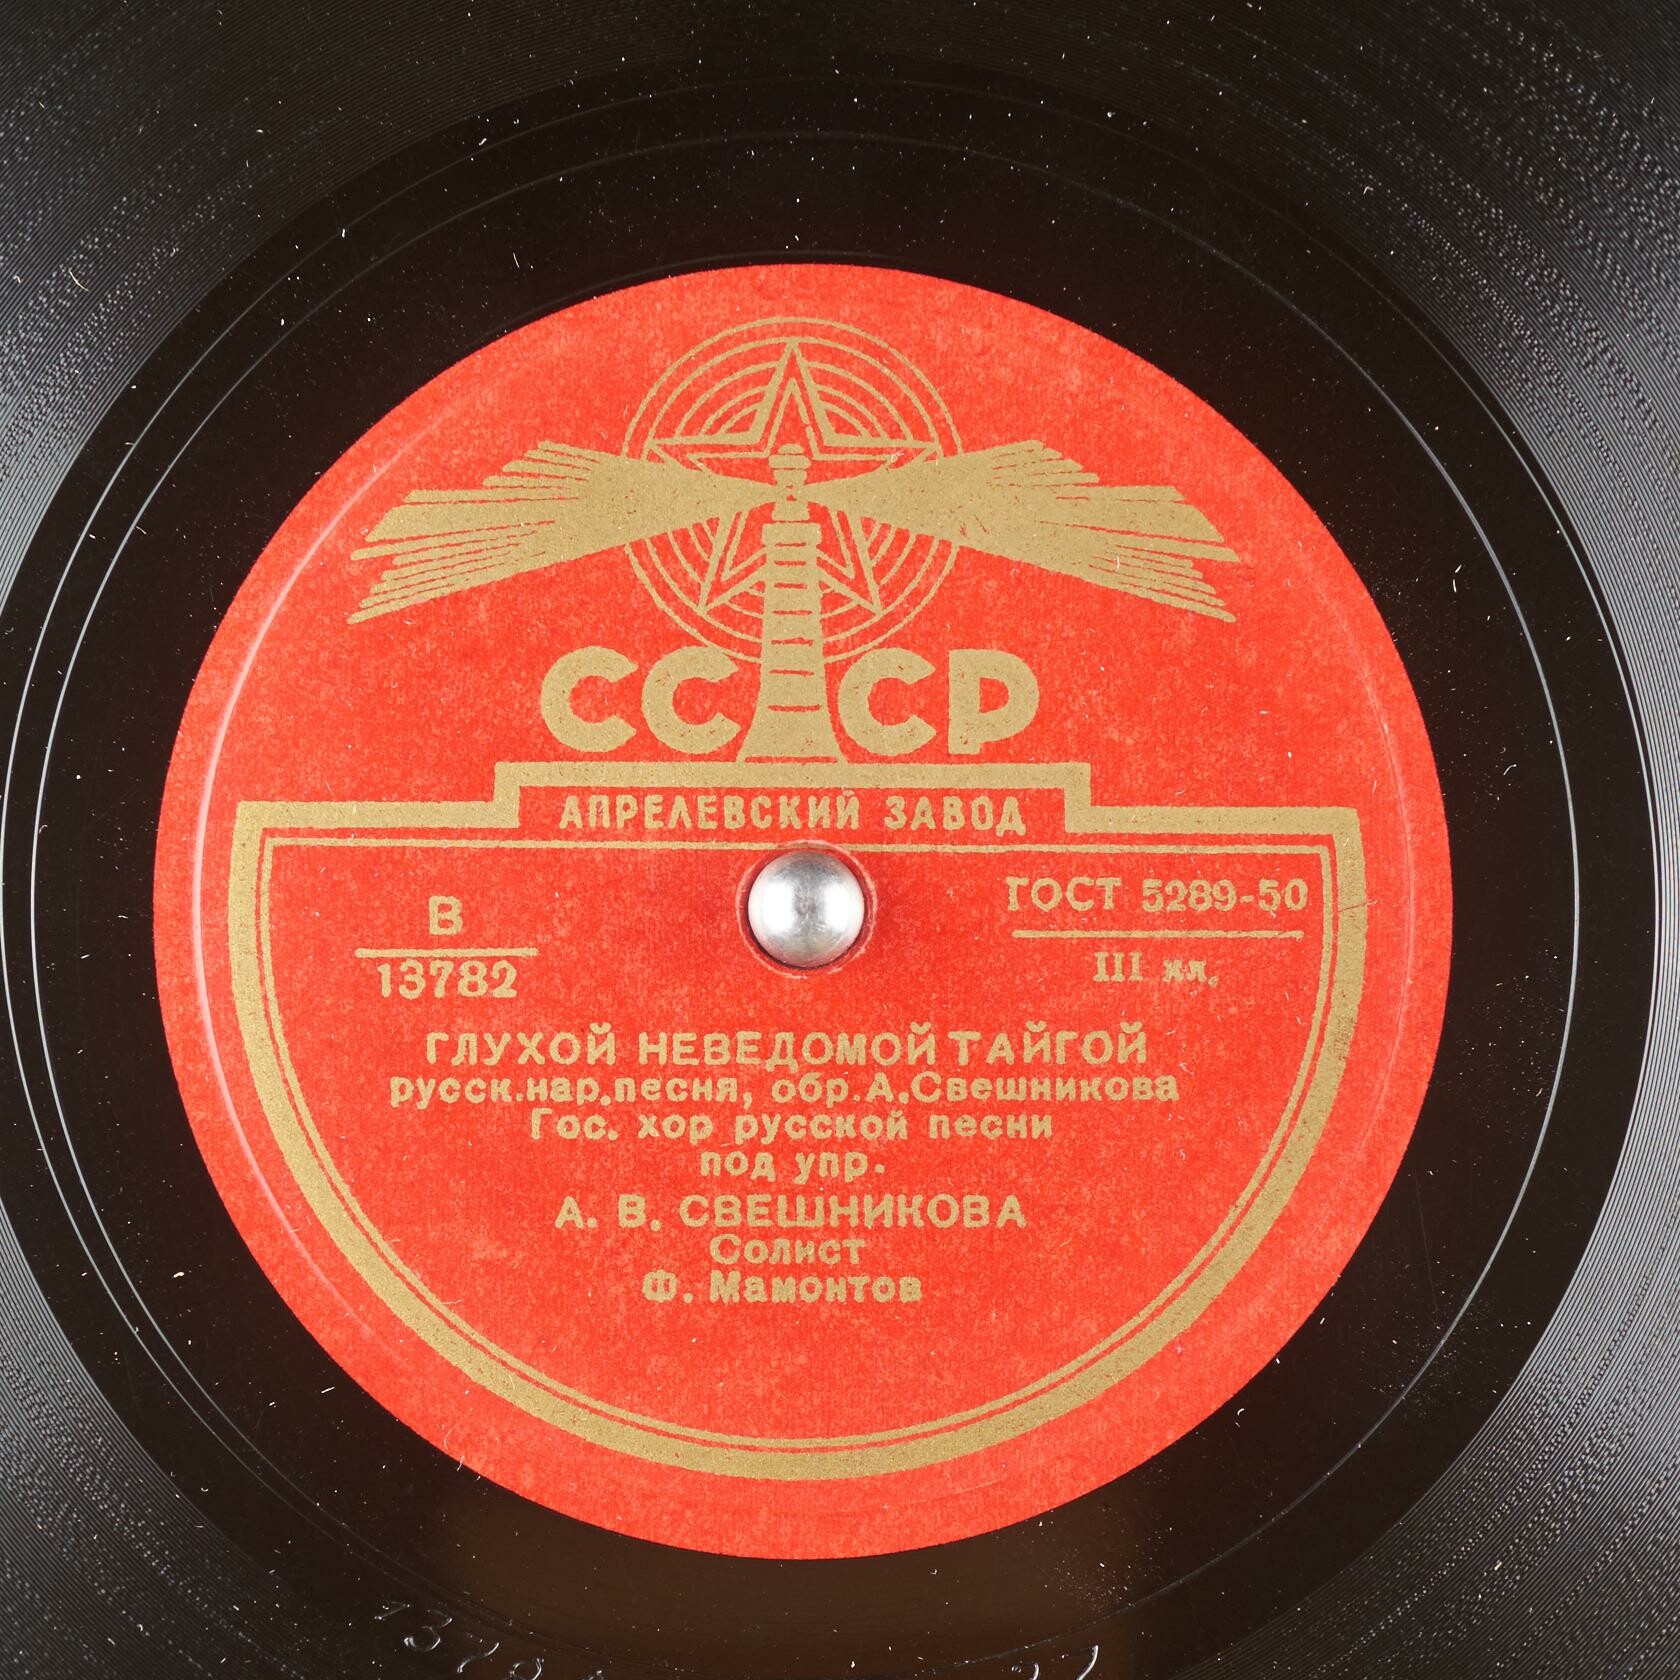 СССР
АПРЕЛЕВСКИЙ ЗАВОД
В
13782
ГОСТ 5289-50
III кл.
ГЛУХОЙ НЕВЕДОМОЙ ТАЙГОЙ
русск.нар.песня, обр.А.Свешникова
Гос. хор русской песни
под упр.
А. В. СВЕШНИКОВА
Солист
Ф. Мамонтов